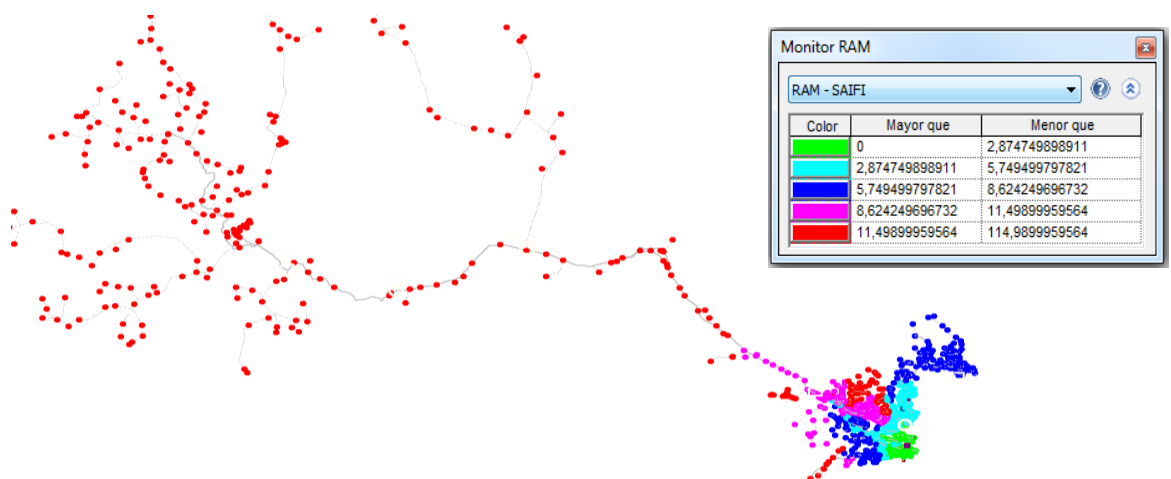 Monitor RAM
RAM - SAIFI
Color Mayor que Menor que
0 2,874749898911
2,874749898911 5,749499797821
5,749499797821 8,624249696732
8,624249696732 11,49899959564
11,49899959564 114,9899959564